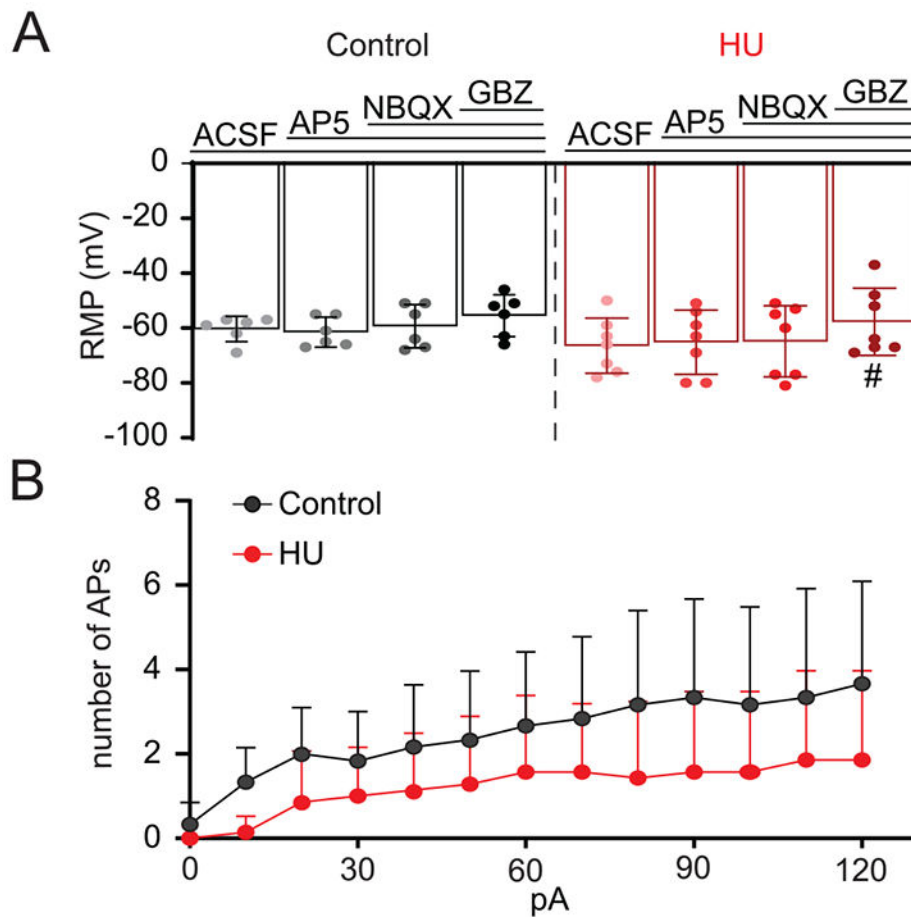 A
Control HU
GBZ GBZ
NBQX NBQX
AP5 AP5
ACSF ACSF
0
-20
-40
-60
-80
-100
RMP (mV)
#
B
8
6
4
2
0
number of APs
Control
HU
0 30 60 90 120
pA